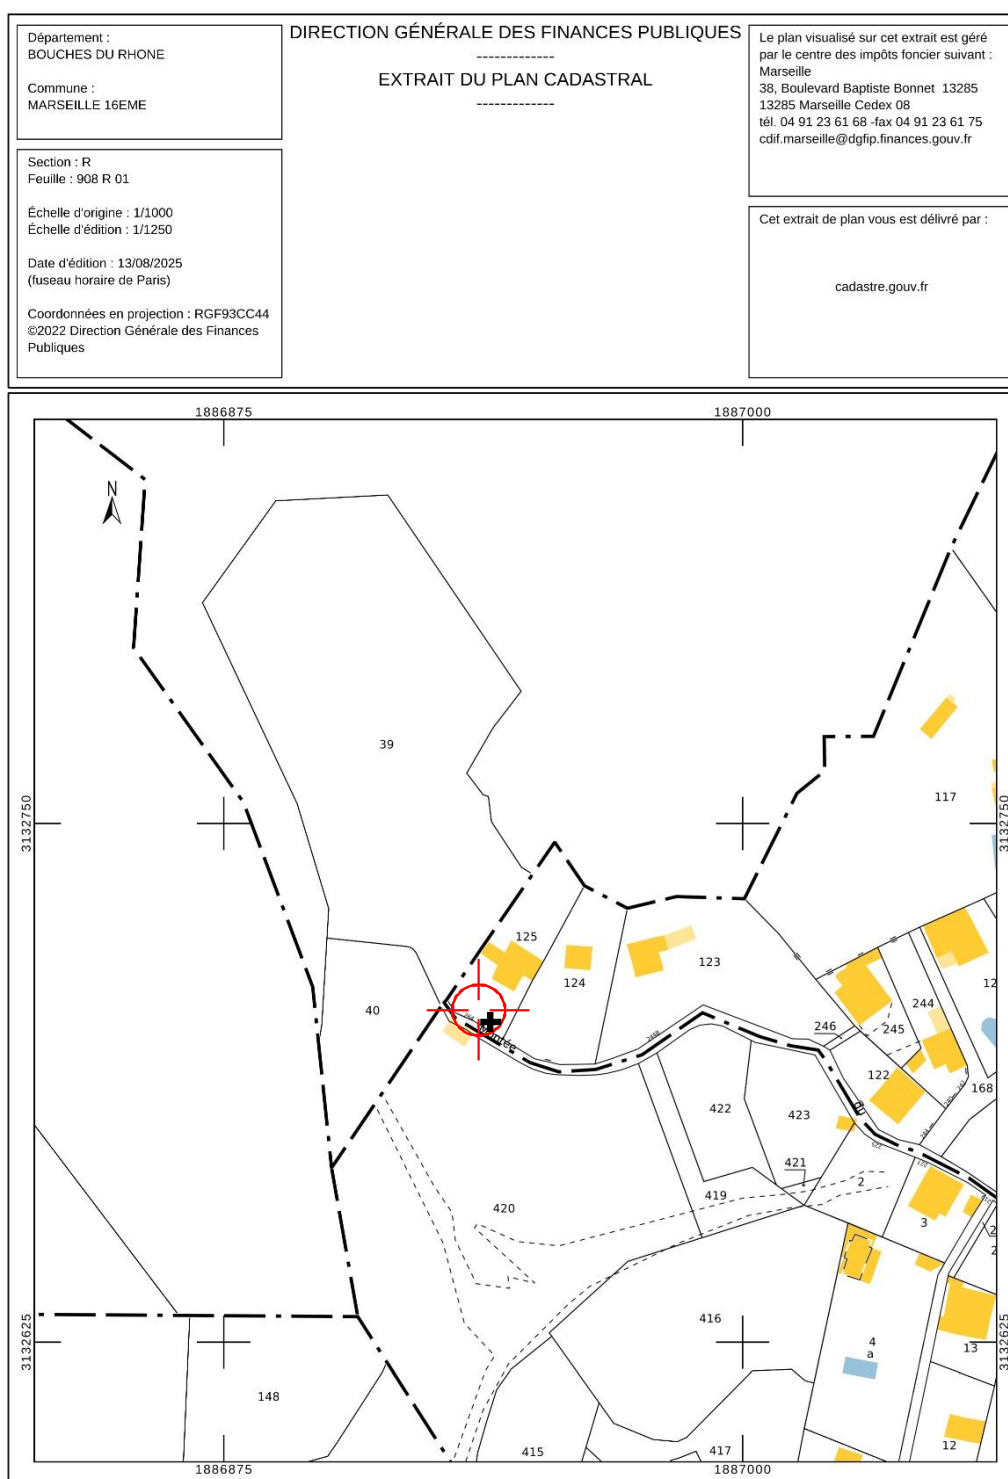 Département :
BOUCHES DU RHONE
Commune :
MARSEILLE 16EME
Section : R
Feuille : 908 R 01
Échelle d'origine : 1/1000
Échelle d'édition : 1/1250
Date d'édition : 13/08/2025
(fuseau horaire de Paris)
Coordonnées en projection : RGF93CC44
©2022 Direction Générale des Finances
Publiques
DIRECTION GÉNÉRALE DES FINANCES PUBLIQUES
-------------
EXTRAIT DU PLAN CADASTRAL
-------------
Le plan visualisé sur cet extrait est géré
par le centre des impôts foncier suivant :
Marseille
38, Boulevard Baptiste Bonnet 13285
13285 Marseille Cedex 08
tél. 04 91 23 61 68 -fax 04 91 23 61 75
cdif.marseille@dgfip.finances.gouv.fr
Cet extrait de plan vous est délivré par :
cadastre.gouv.fr
1886875
1887000
N
39
3132750
117
3132750
125
123
124
40
244
246
245
122
168
422
423
421
419
2
420
3
416
3132625
4
a
13
3132625
148
415
417
12
1886875
1887000
Montée
du